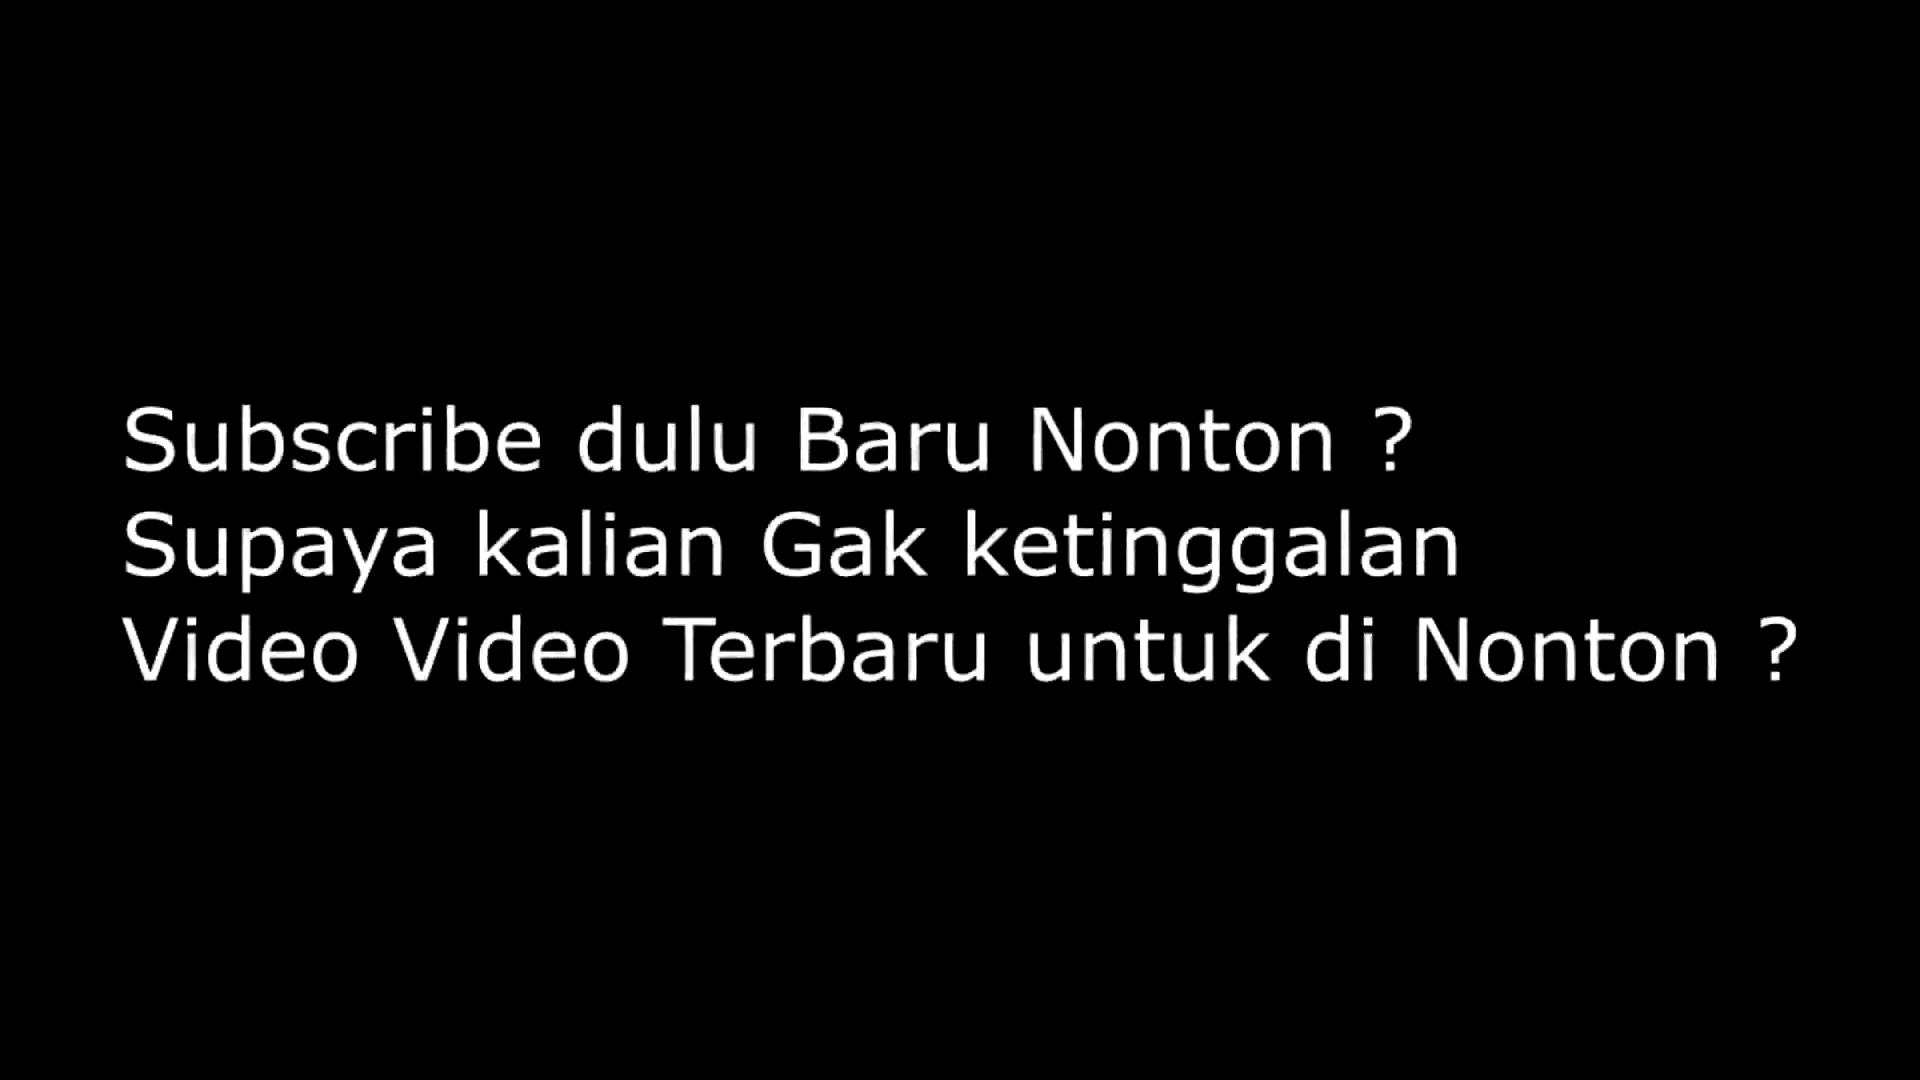 Subscribe dulu Baru Nonton ?
Supaya kalian Gak ketinggalan
Video Video Terbaru untuk di Nonton ?